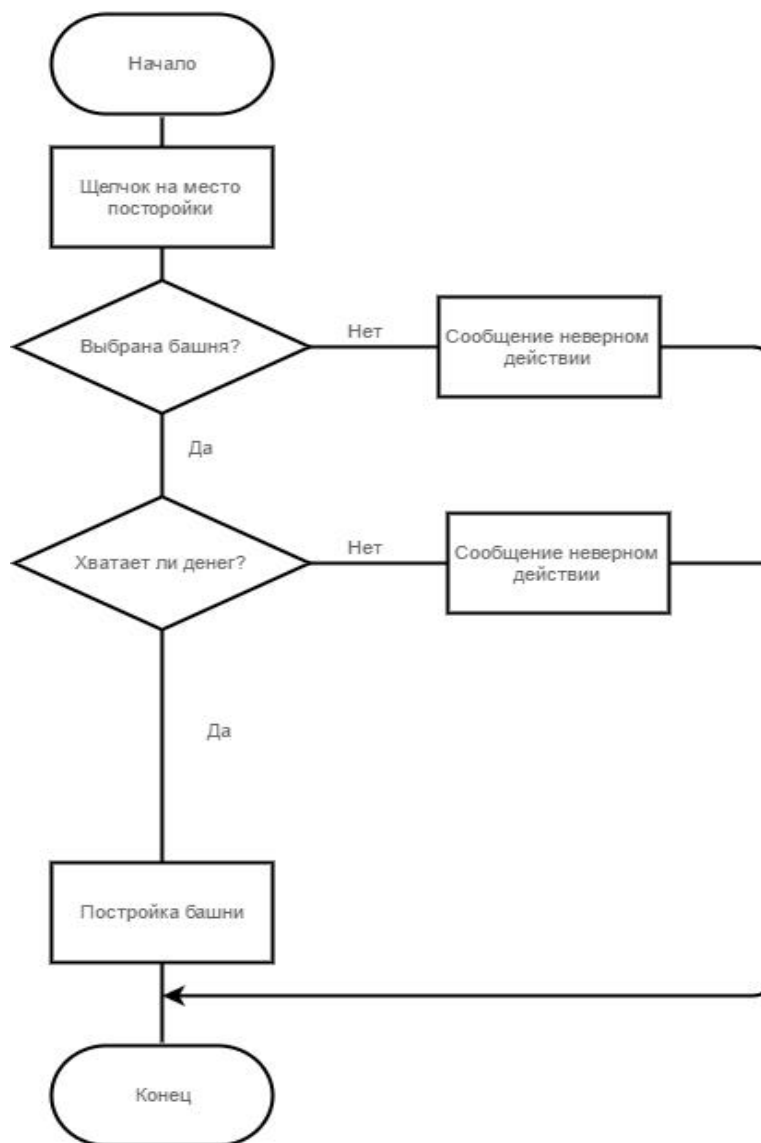 Начало
Щелчок на место
посторойки
Выбрана башня?
Нет
Сообщение неверном
действии
Да
Хватает ли денег?
Нет
Сообщение неверном
действии
Да
Постройка башни
Конец